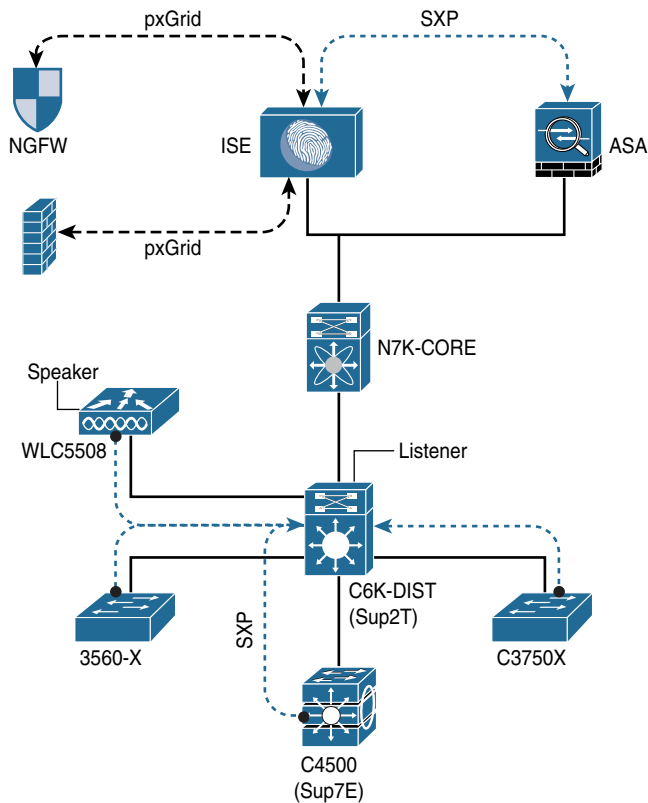 pxGrid
SXP
NGFW
ISE
ASA
pxGrid
N7K-CORE
Speaker
WLC5508
Listener
C6K-DIST
(Sup2T)
SXP
3560-X
C3750X
C4500
(Sup7E)